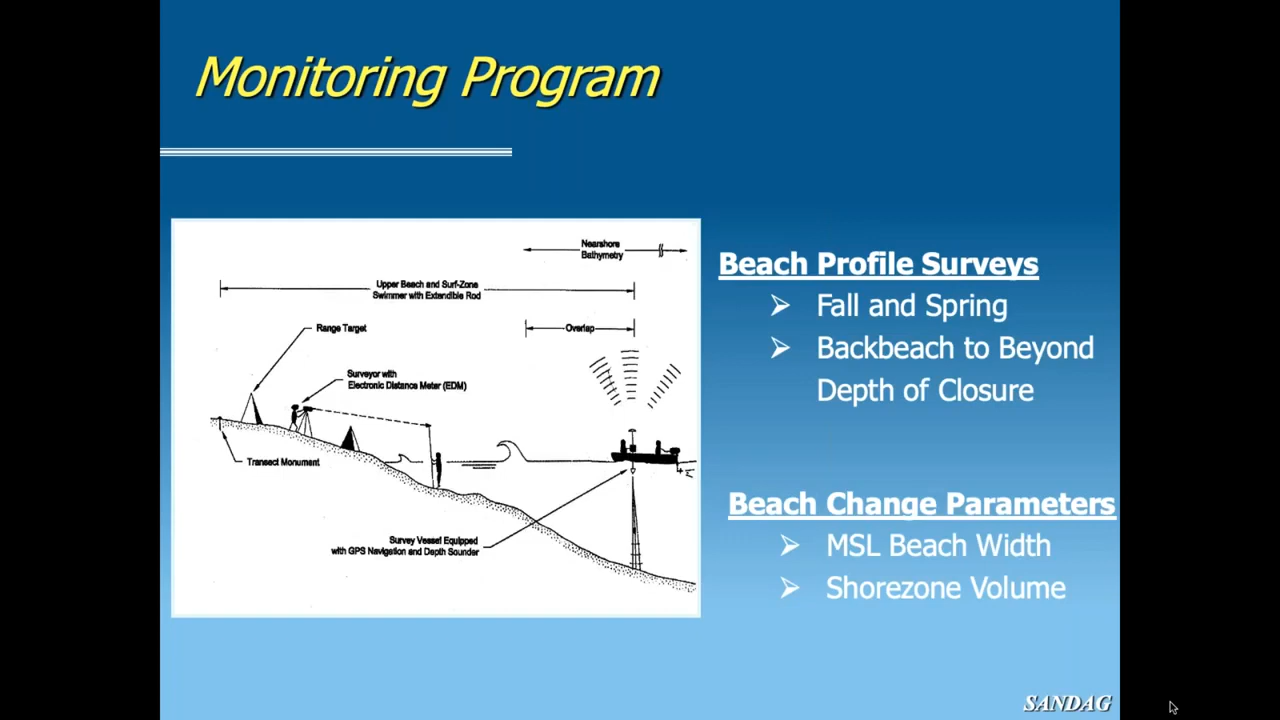 Monitoring Program
Nearshore
Bathymetry
Upper Beach and Surf-Zone
Swimmer with Extendible Rod
Overlap
Range Target
Surveyor with
Electronic Distance Meter (EDM)
Transect Monument
Survey Vessel Equipped
with GPS Navigation and Depth Sounder
Beach Profile Surveys
Fall and Spring
Backbeach to Beyond
Depth of Closure
Beach Change Parameters
MSL Beach Width
Shorezone Volume
SANDAG